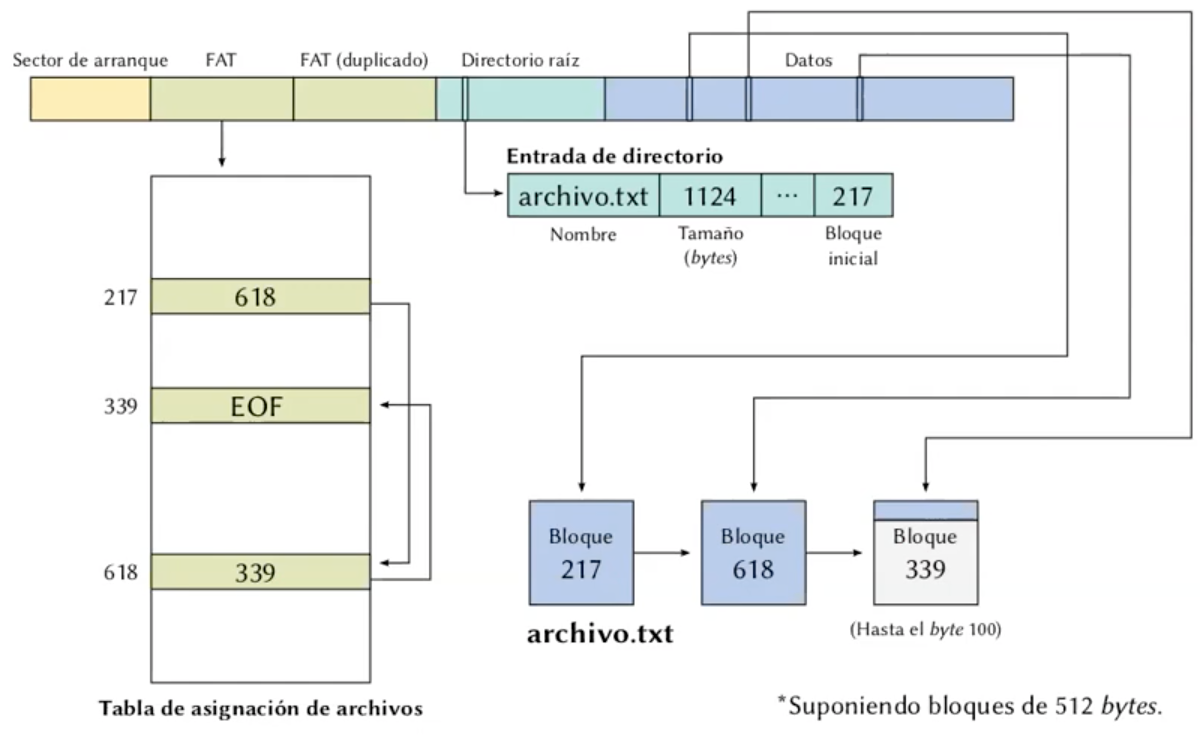 Sector de arranque FAT FAT (duplicado) Directorio raíz Datos
Entrada de directorio
archivo.txt 1124 ... 217
Nombre Tamaño (bytes) Bloque inicial
217 618
339 EOF
618 339
Tabla de asignación de archivos
Bloque 217
Bloque 618
Bloque 339
archivo.txt
(Hasta el byte 100)
*Suponiendo bloques de 512 bytes.